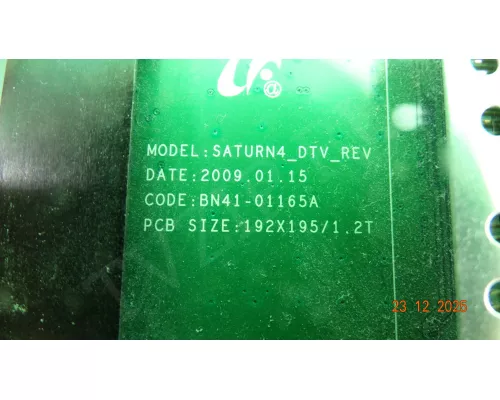 MODEL:SATURN4_DTV_REV
DATE:2009.01.15
CODE:BN41-01165A
PCB SIZE:192X195/1.2T
23 12 2025